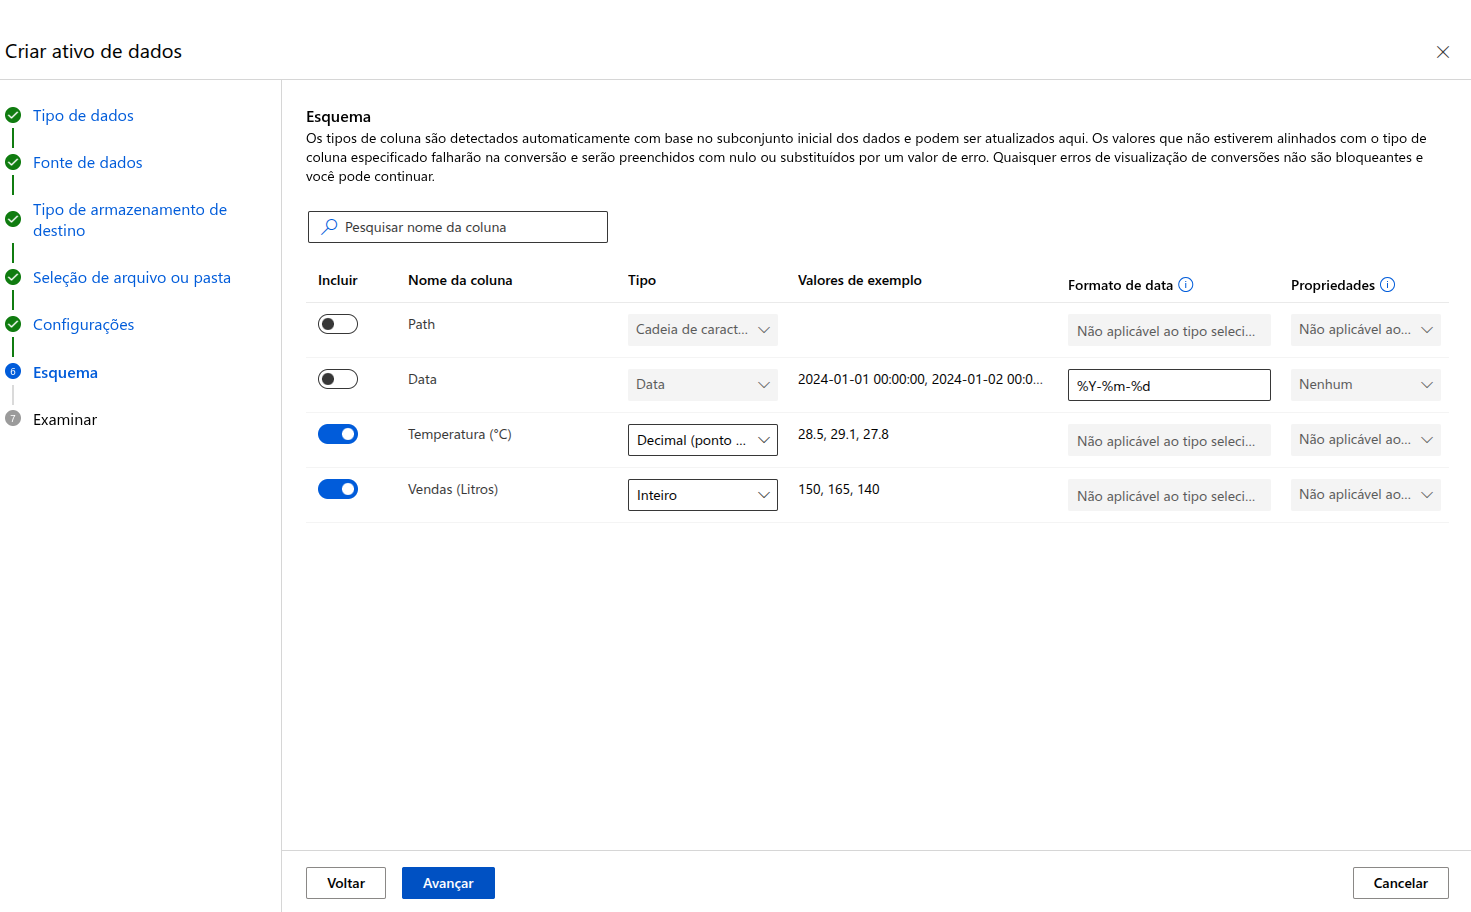 Criar ativo de dados
Tipo de dados
Fonte de dados
Tipo de armazenamento de
destino
Seleção de arquivo ou pasta
Configurações
6
Esquema
7
Examinar
Esquema
Os tipos de coluna são detectados automaticamente com base no subconjunto inicial dos dados e podem ser atualizados aqui. Os valores que não estiverem alinhados com o tipo de
coluna especificado falharão na conversão e serão preenchidos com nulo ou substituídos por um valor de erro. Quaisquer erros de visualização de conversões não são bloqueantes e
você pode continuar.
Pesquisar nome da coluna
Incluir Nome da coluna Tipo Valores de exemplo Formato de data Propriedades
Path Cadeia de caract... Não aplicável ao tipo seleci... Não aplicável ao...
Data Data 2024-01-01 00:00:00, 2024-01-02 00:0... %Y-%m-%d Nenhum
Temperatura (°C) Decimal (ponto ... 28.5, 29.1, 27.8 Não aplicável ao tipo seleci... Não aplicável ao...
Vendas (Litros) Inteiro 150, 165, 140 Não aplicável ao tipo seleci... Não aplicável ao...
Voltar Avançar Cancelar